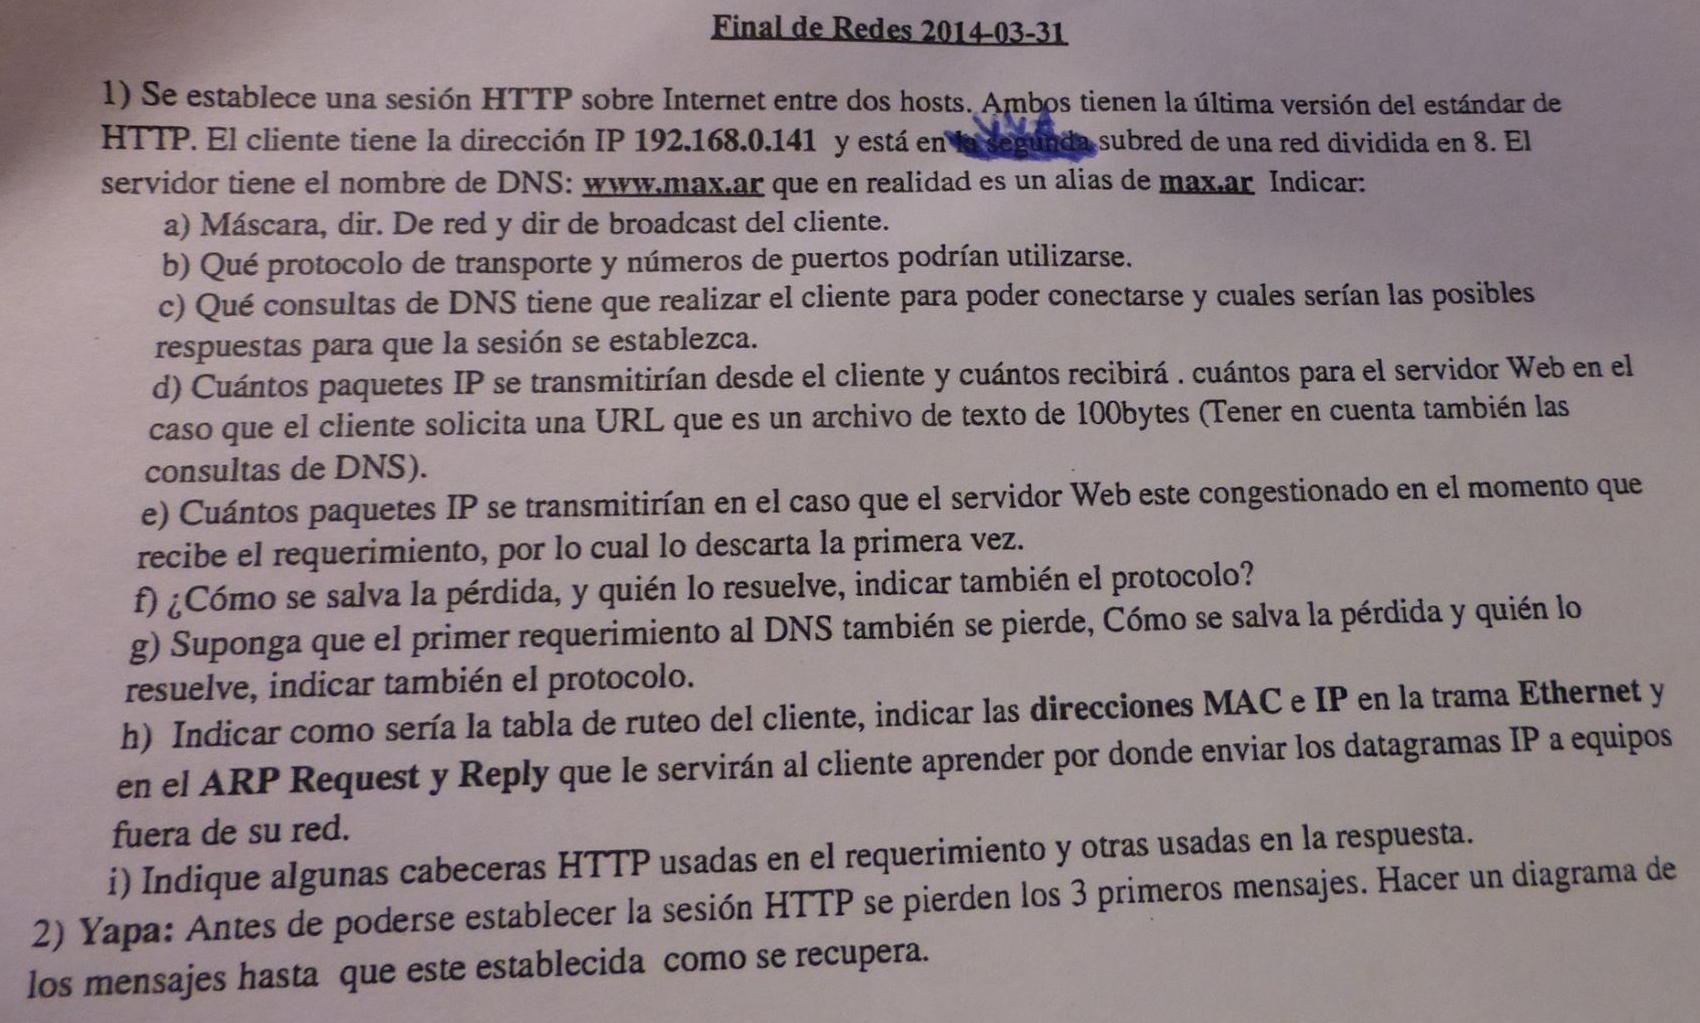 Final de Redes 2014-03-31
1) Se establece una sesión HTTP sobre Internet entre dos hosts. Ambos tienen la última versión del estándar de
HTTP. El cliente tiene la dirección IP 192.168.0.141 y está en la segunda subred de una red dividida en 8. El
servidor tiene el nombre de DNS: www.max.ar que en realidad es un alias de max.ar Indicar:
a) Máscara, dir. De red y dir de broadcast del cliente.
b) Qué protocolo de transporte y números de puertos podrían utilizarse.
c) Qué consultas de DNS tiene que realizar el cliente para poder conectarse y cuales serían las posibles
respuestas para que la sesión se establezca.
d) Cuántos paquetes IP se transmitirían desde el cliente y cuántos recibirá . cuántos para el servidor Web en el
caso que el cliente solicita una URL que es un archivo de texto de 100bytes (Tener en cuenta también las
consultas de DNS).
e) Cuántos paquetes IP se transmitirían en el caso que el servidor Web este congestionado en el momento que
recibe el requerimiento, por lo cual lo descarta la primera vez.
f) ¿Cómo se salva la pérdida, y quién lo resuelve, indicar también el protocolo?
g) Suponga que el primer requerimiento al DNS también se pierde, Cómo se salva la pérdida y quién lo
resuelve, indicar también el protocolo.
h) Indicar como sería la tabla de ruteo del cliente, indicar las direcciones MAC e IP en la trama Ethernet y
en el ARP Request y Reply que le servirán al cliente aprender por donde enviar los datagramas IP a equipos
fuera de su red.
i) Indique algunas cabeceras HTTP usadas en el requerimiento y otras usadas en la respuesta.
2) Yapa: Antes de poderse establecer la sesión HTTP se pierden los 3 primeros mensajes. Hacer un diagrama de
los mensajes hasta que este establecida como se recupera.